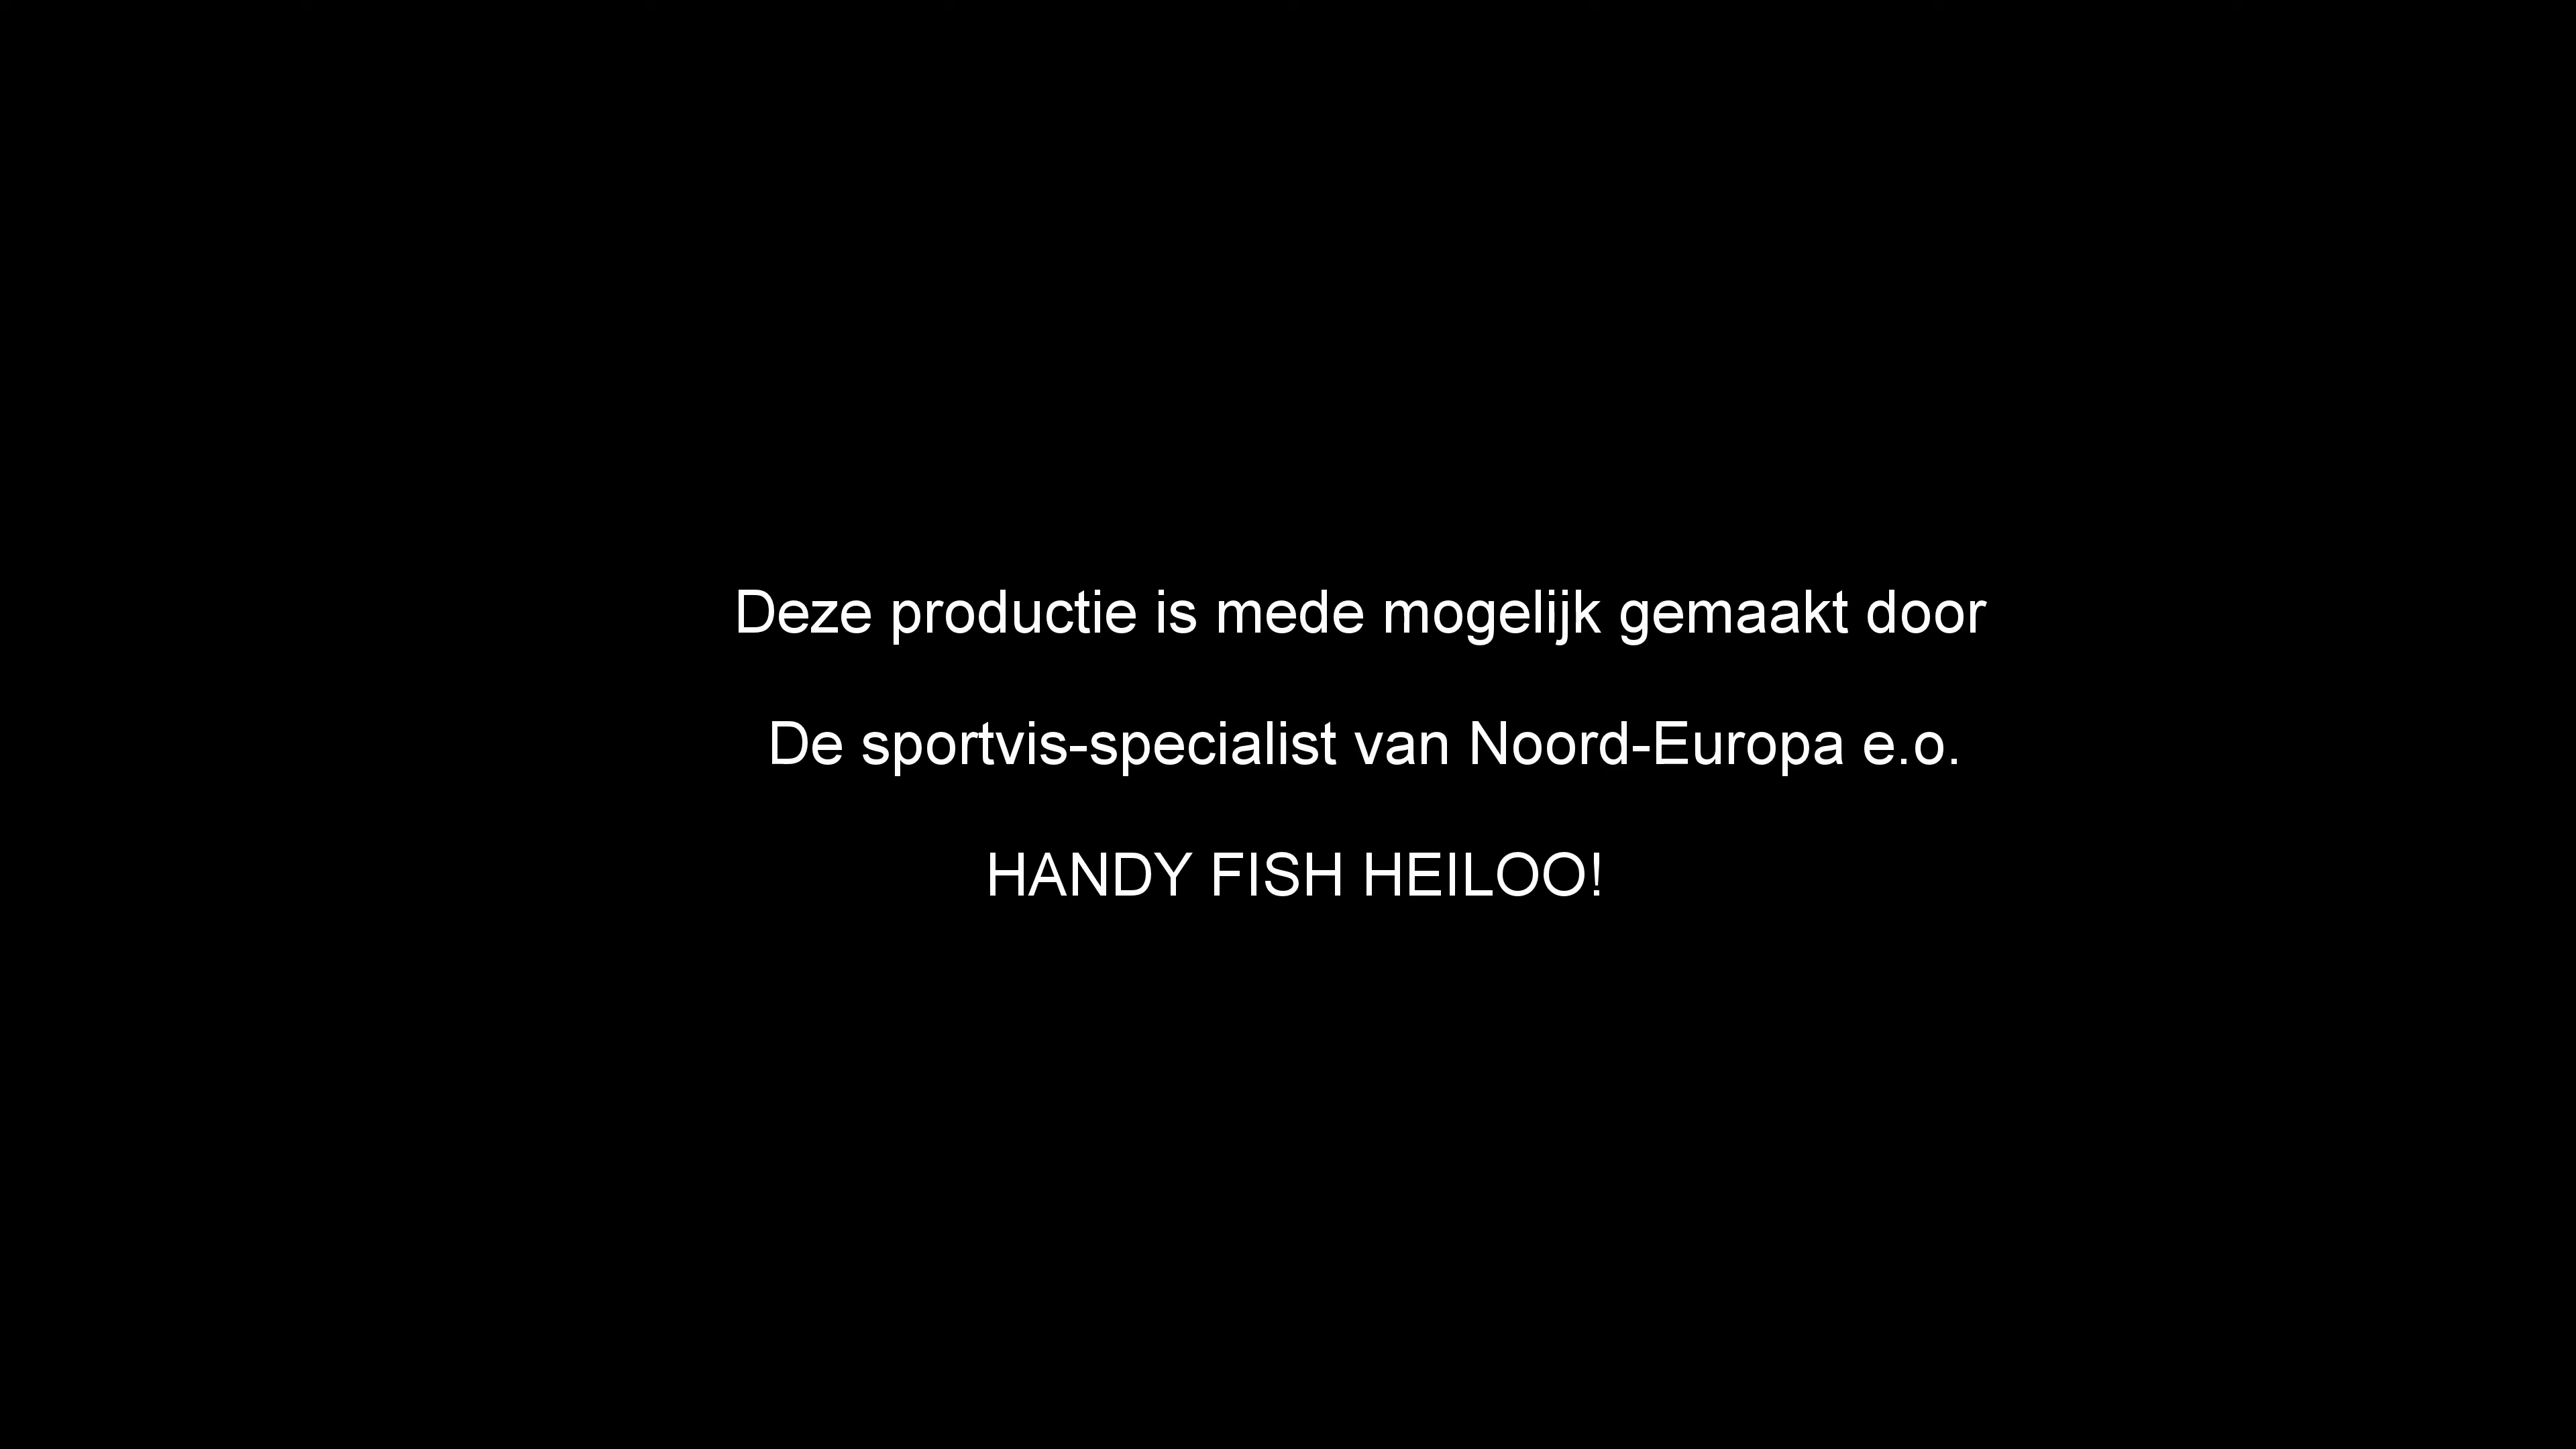 Deze productie is mede mogelijk gemaakt door
De sportvis-specialist van Noord-Europa e.o.
HANDY FISH HEILOO!